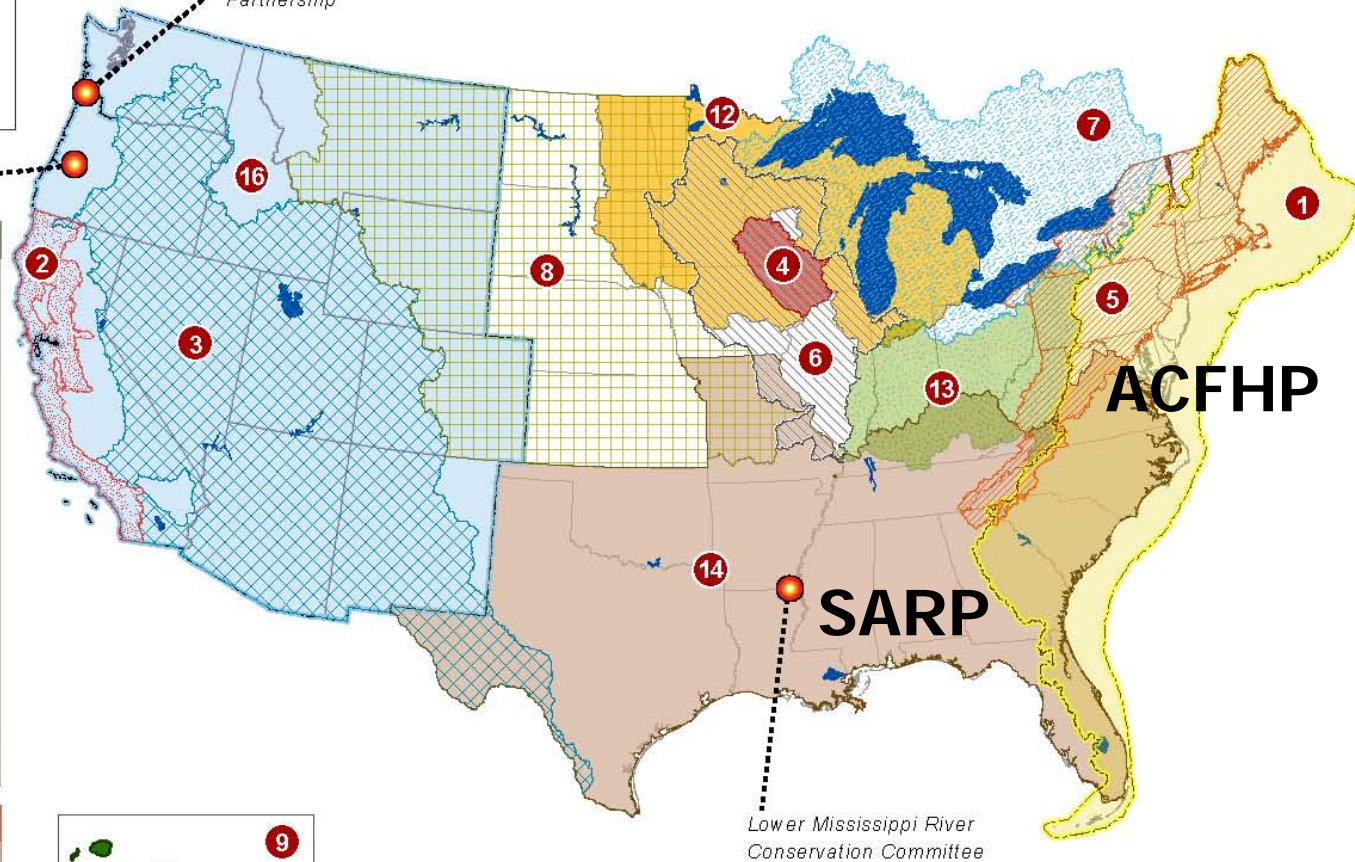 Partnership
12
7
16
1
2
4
8
5
3
6
13
ACFHP
14
SARP
Lower Mississippi River
Conservation Committee
9